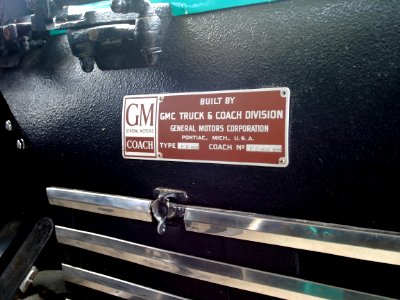 GM
GENERAL MOTORS
COACH
BUILT BY
GMC TRUCK & COACH DIVISION
GENERAL MOTORS CORPORATION
PONTIAC, MICH., U.S.A.
TYPE
COACH Nº